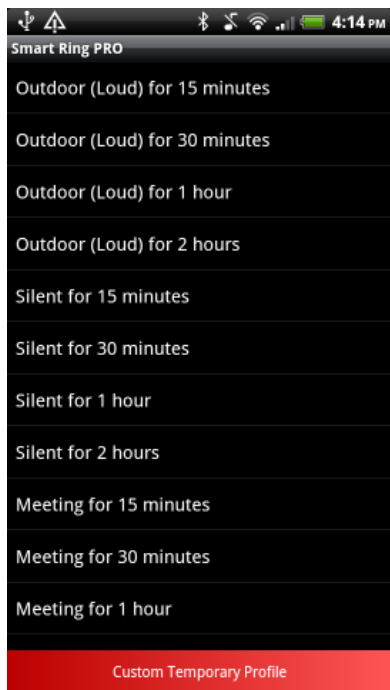 4:14 PM
Smart Ring PRO
Outdoor (Loud) for 15 minutes
Outdoor (Loud) for 30 minutes
Outdoor (Loud) for 1 hour
Outdoor (Loud) for 2 hours
Silent for 15 minutes
Silent for 30 minutes
Silent for 1 hour
Silent for 2 hours
Meeting for 15 minutes
Meeting for 30 minutes
Meeting for 1 hour
Custom Temporary Profile